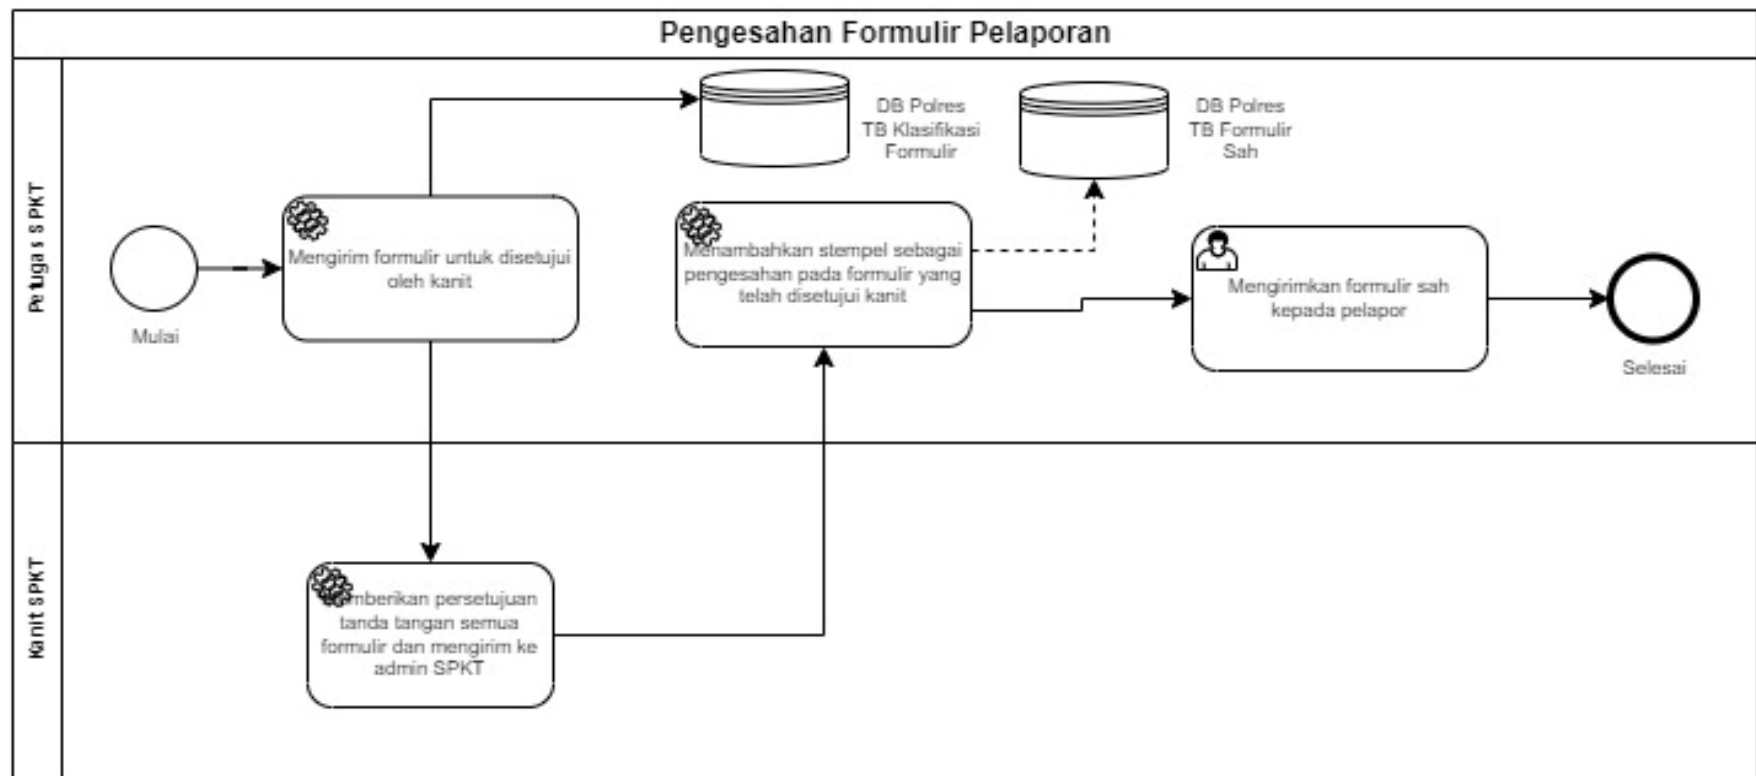 Pengesahan Formulir Pelaporan
Petugas SPKT
DB Polres
TB Klasifikasi
Formulir
DB Polres
TB Formulir
Sah
Mulai
Mengirim formulir untuk disetujui
oleh kanit
Menambahkan stempel sebagai
pengesahan pada formulir yang
telah disetujui kanit
Mengirimkan formulir sah
kepada pelapor
Selesai
Kanit SPKT
Memberikan persetujuan
tanda tangan semua
formulir dan mengirim ke
admin SPKT